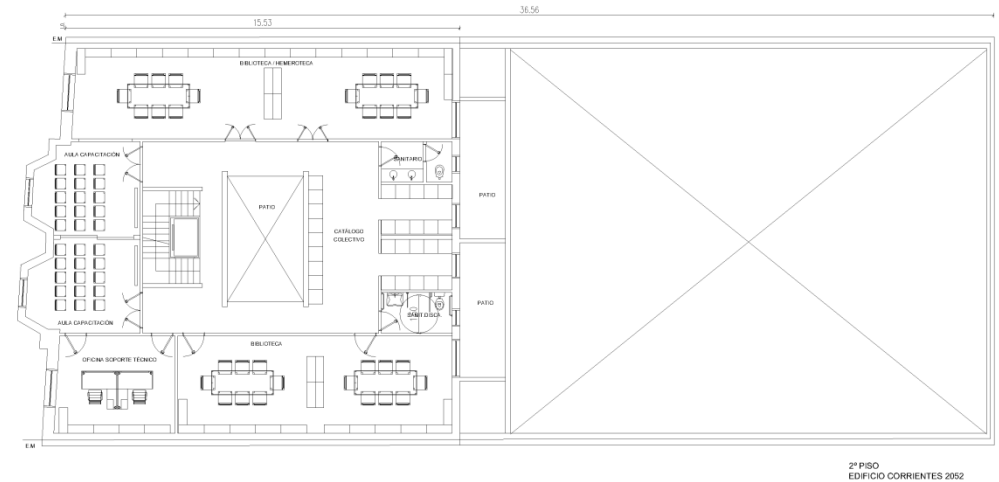 36.56
15.53
E.M
BIBLIOTECA / HEMEROTECA
AULA CAPACITACIÓN
SANITARIO
PATIO
PATIO
CATÁLOGO
COLECTIVO
PATIO
SANIT.DISCA.
AULA CAPACITACIÓN
BIBLIOTECA
OFICINA SOPORTE TÉCNICO
E.M
2º PISO
EDIFICIO CORRIENTES 2052